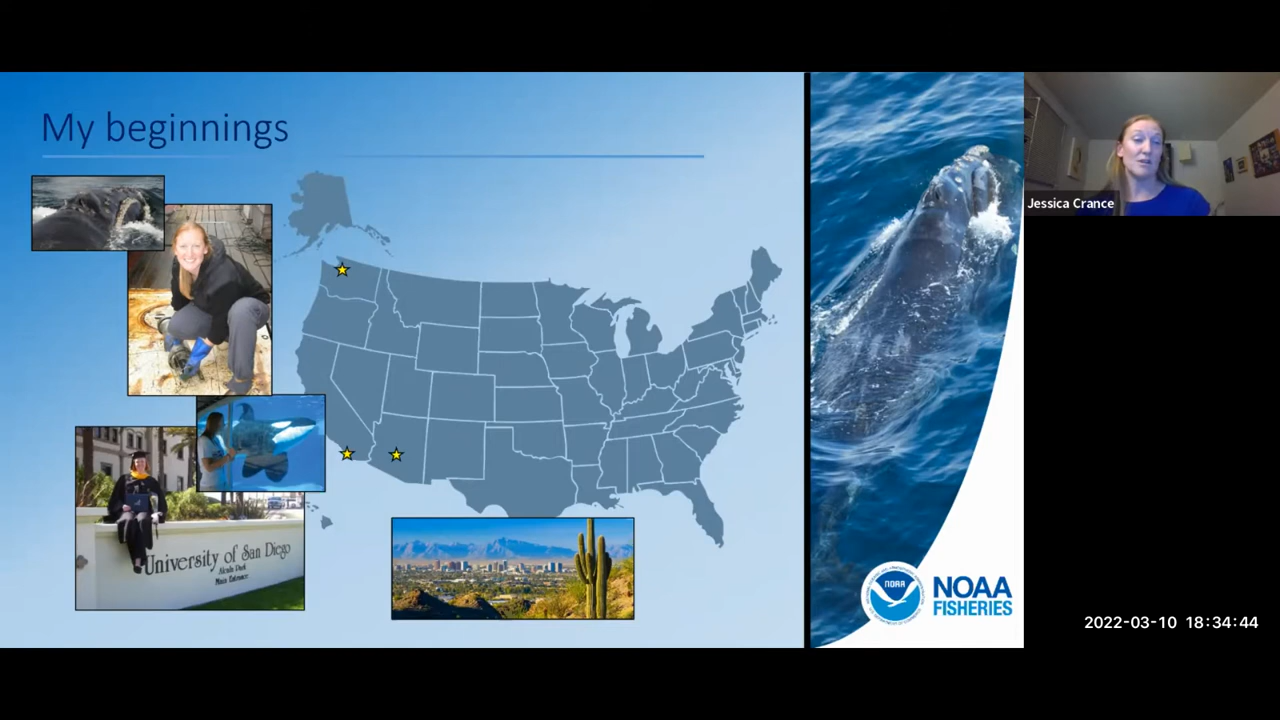 My beginnings
Jessica Crance
University of San Diego
Alcala Park
Main Entrance
NOAA
NOAA
FISHERIES
2022-03-10 18:34:44